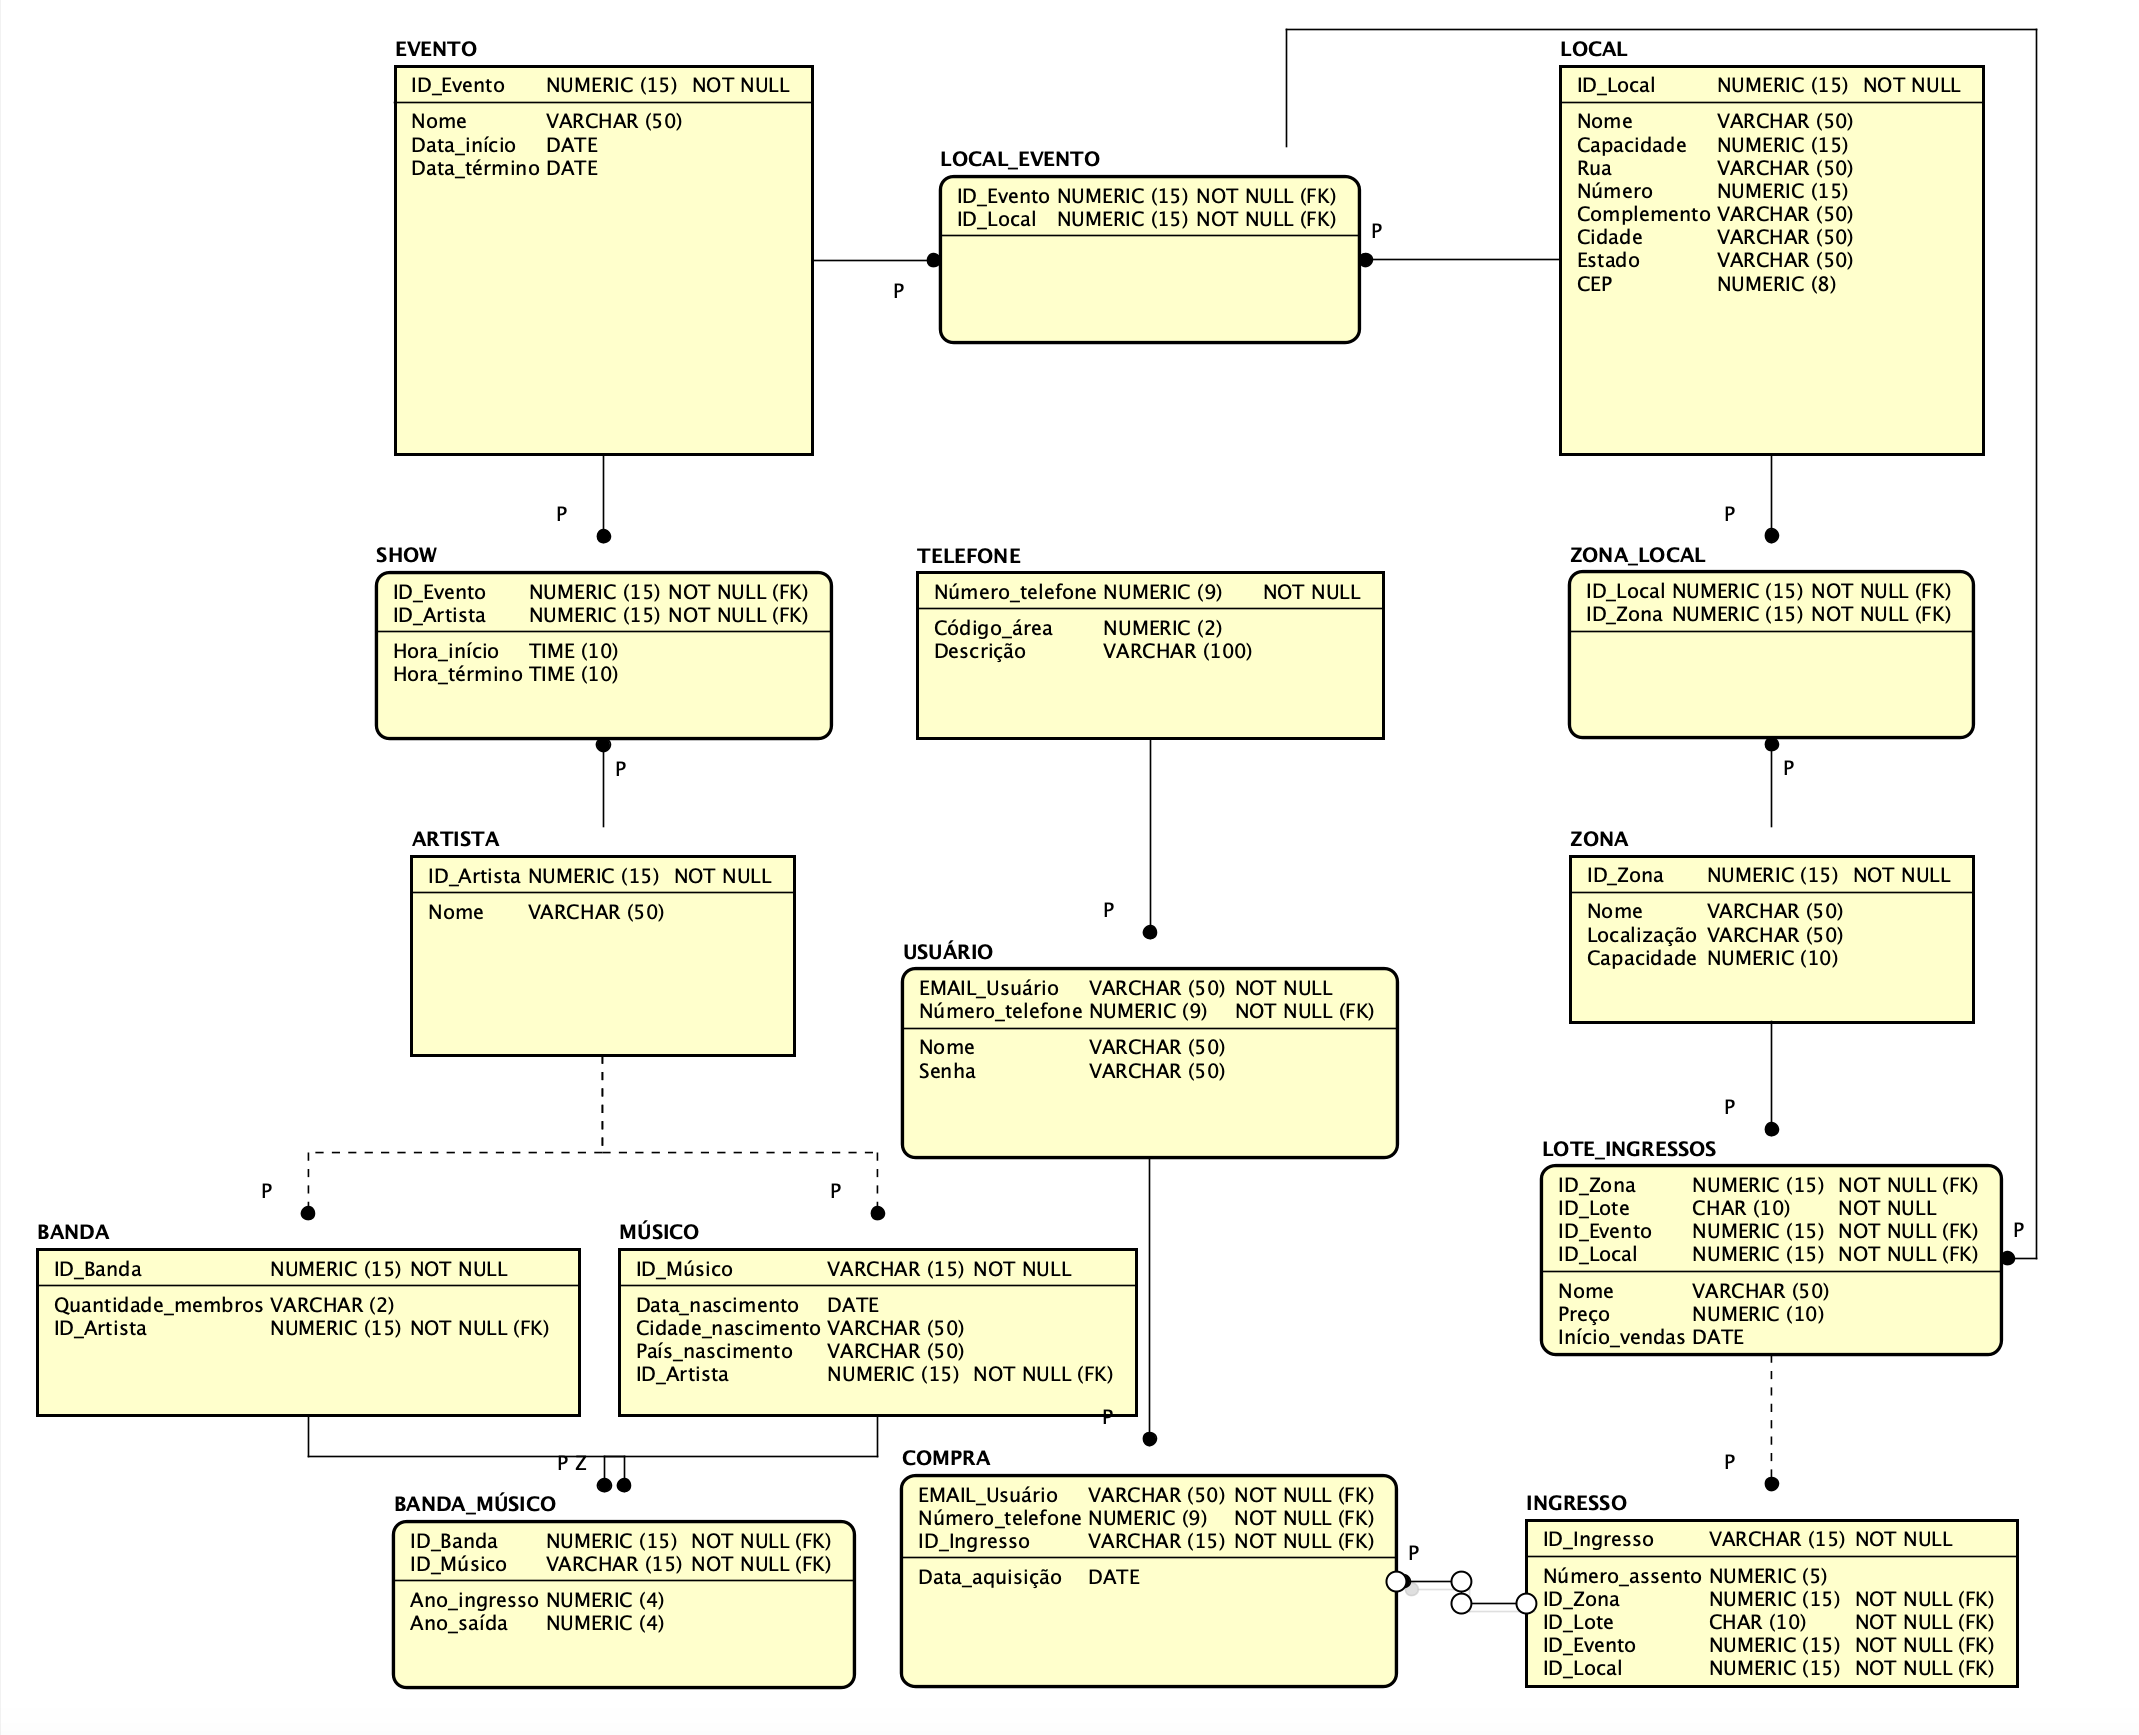 EVENTO
ID_Evento NUMERIC (15) NOT NULL
Nome VARCHAR (50)
Data_início DATE
Data_término DATE
LOCAL_EVENTO
ID_Evento NUMERIC (15) NOT NULL (FK)
ID_Local NUMERIC (15) NOT NULL (FK)
P
P
LOCAL
ID_Local NUMERIC (15) NOT NULL
Nome VARCHAR (50)
Capacidade NUMERIC (15)
Rua VARCHAR (50)
Número NUMERIC (15)
Complemento VARCHAR (50)
Cidade VARCHAR (50)
Estado VARCHAR (50)
CEP NUMERIC (8)
P
SHOW
ID_Evento NUMERIC (15) NOT NULL (FK)
ID_Artista NUMERIC (15) NOT NULL (FK)
Hora_início TIME (10)
Hora_término TIME (10)
P
TELEFONE
Número_telefone NUMERIC (9) NOT NULL
Código_área NUMERIC (2)
Descrição VARCHAR (100)
P
ZONA_LOCAL
ID_Local NUMERIC (15) NOT NULL (FK)
ID_Zona NUMERIC (15) NOT NULL (FK)
P
ARTISTA
ID_Artista NUMERIC (15) NOT NULL
Nome VARCHAR (50)
P
USUÁRIO
EMAIL_Usuário VARCHAR (50) NOT NULL
Número_telefone NUMERIC (9) NOT NULL (FK)
Nome VARCHAR (50)
Senha VARCHAR (50)
ZONA
ID_Zona NUMERIC (15) NOT NULL
Nome VARCHAR (50)
Localização VARCHAR (50)
Capacidade NUMERIC (10)
P
P
BANDA
ID_Banda NUMERIC (15) NOT NULL
Quantidade_membros VARCHAR (2)
ID_Artista NUMERIC (15) NOT NULL (FK)
P
MÚSICO
ID_Músico VARCHAR (15) NOT NULL
Data_nascimento DATE
Cidade_nascimento VARCHAR (50)
País_nascimento VARCHAR (50)
ID_Artista NUMERIC (15) NOT NULL (FK)
P
LOTE_INGRESSOS
ID_Zona NUMERIC (15) NOT NULL (FK)
ID_Lote CHAR (10) NOT NULL
ID_Evento NUMERIC (15) NOT NULL (FK)
ID_Local NUMERIC (15) NOT NULL (FK)
Nome VARCHAR (50)
Preço NUMERIC (10)
Início_vendas DATE
P
P Z
BANDA_MÚSICO
ID_Banda NUMERIC (15) NOT NULL (FK)
ID_Músico VARCHAR (15) NOT NULL (FK)
Ano_ingresso NUMERIC (4)
Ano_saída NUMERIC (4)
P
COMPRA
EMAIL_Usuário VARCHAR (50) NOT NULL (FK)
Número_telefone NUMERIC (9) NOT NULL (FK)
ID_Ingresso VARCHAR (15) NOT NULL (FK)
Data_aquisição DATE
P
P
INGRESSO
ID_Ingresso VARCHAR (15) NOT NULL
Número_assento NUMERIC (5)
ID_Zona NUMERIC (15) NOT NULL (FK)
ID_Lote CHAR (10) NOT NULL (FK)
ID_Evento NUMERIC (15) NOT NULL (FK)
ID_Local NUMERIC (15) NOT NULL (FK)